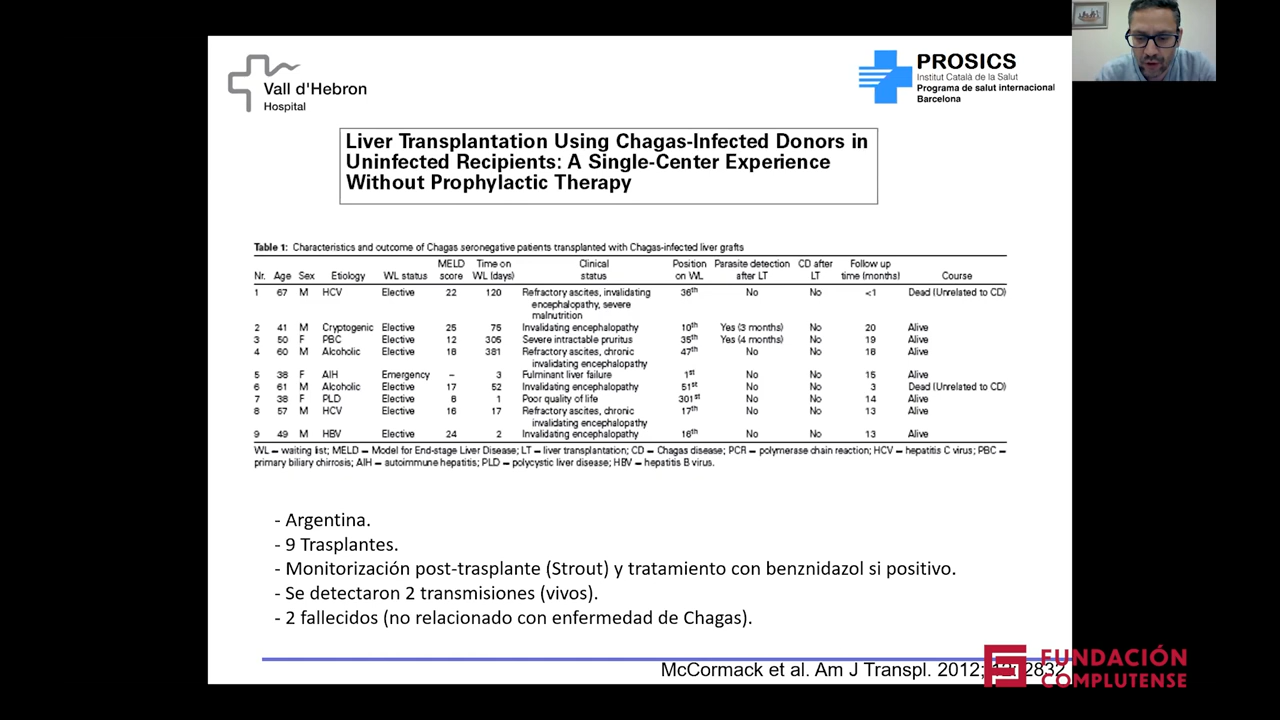 Vall d'Hebron
Hospital
PROSICS
Institut Català de la Salut
Programa de salut internacional
Barcelona
Liver Transplantation Using Chagas-Infected Donors in
Uninfected Recipients: A Single-Center Experience
Without Prophylactic Therapy
Table 1: Characteristics and outcome of Chagas seronegative patients transplanted with Chagas-infected liver grafts
MELD Time on Clinical Position Parasite detection CD after Follow up
Nr. Age Sex Etiology WL status score WL (days) status on WL after LT LT time (months) Course
1 67 M HCV Elective 22 120 Refractory ascites, invalidating 36th No No <1 Dead (Unrelated to CD)
encephalopathy, severe
malnutrition
2 41 M Cryptogenic Elective 25 75 Invalidating encephalopathy 10th Yes (3 months) No 20 Alive
3 50 F PBC Elective 12 305 Severe intractable pruritus 35th Yes (4 months) No 19 Alive
4 60 M Alcoholic Elective 18 381 Refractory ascites, chronic 47th No No 18 Alive
invalidating encephalopathy
5 38 F AIH Emergency – 3 Fulminant liver failure 1st No No 15 Alive
6 61 M Alcoholic Elective 17 52 Invalidating encephalopathy 51st No No 3 Dead (Unrelated to CD)
7 38 F PLD Elective 6 1 Poor quality of life 301st No No 14 Alive
8 57 M HCV Elective 16 17 Refractory ascites, chronic 17th No No 13 Alive
invalidating encephalopathy
9 49 M HBV Elective 24 2 Invalidating encephalopathy 16th No No 13 Alive
WL = waiting list; MELD = Model for End-stage Liver Disease; LT = liver transplantation; CD = Chagas disease; PCR = polymerase chain reaction; HCV = hepatitis C virus; PBC =
primary biliary chirrosis; AIH = autoimmune hepatitis; PLD = polycystic liver disease; HBV = hepatitis B virus.
- Argentina.
- 9 Trasplantes.
- Monitorización post-trasplante (Strout) y tratamiento con benznidazol si positivo.
- Se detectaron 2 transmisiones (vivos).
- 2 fallecidos (no relacionado con enfermedad de Chagas).
McCormack et al. Am J Transpl. 2012; 2832
FUNDACIÓN
COMPLUTENSE